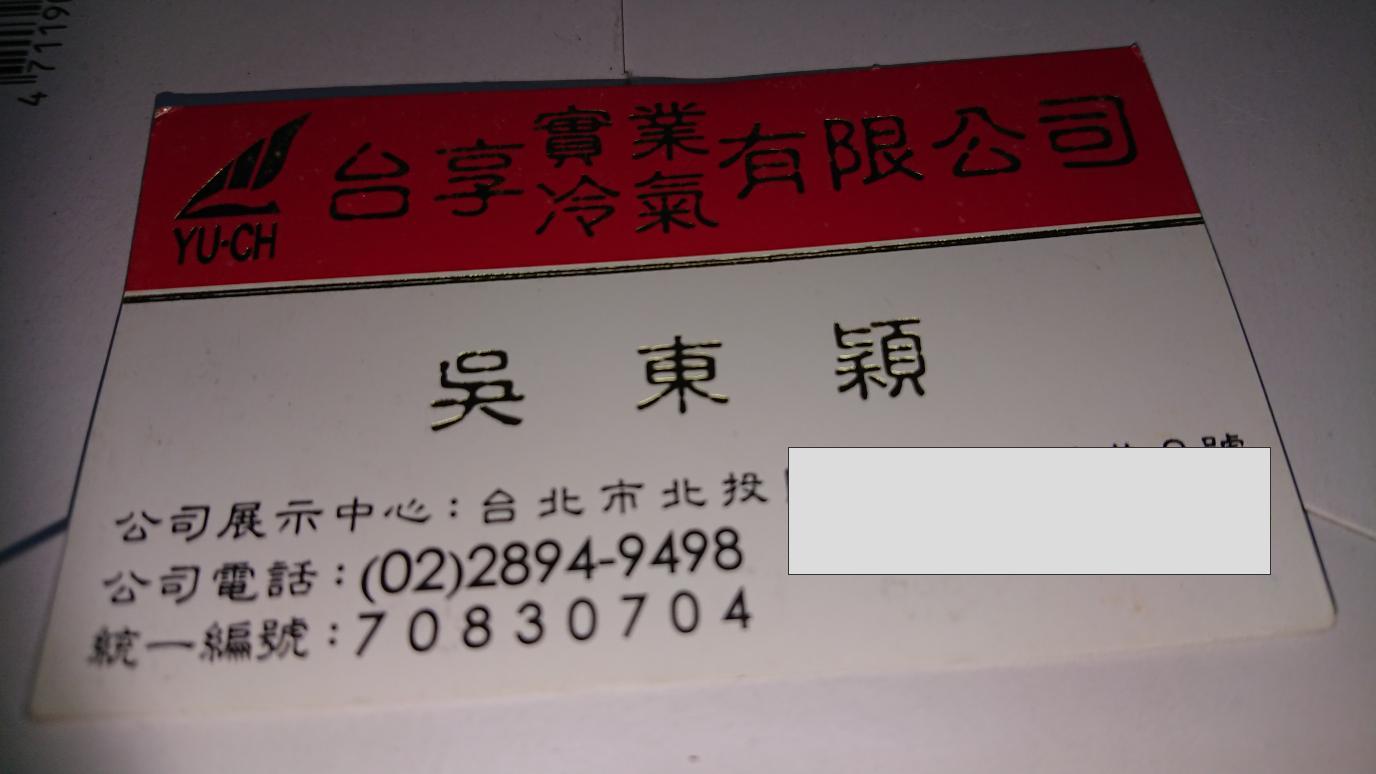 47119
YU-CH
台享實業冷氣有限公司
吳東穎
公司展示中心：台北市北投
號
公司電話：(02)2894-9498
統一編號：70830704